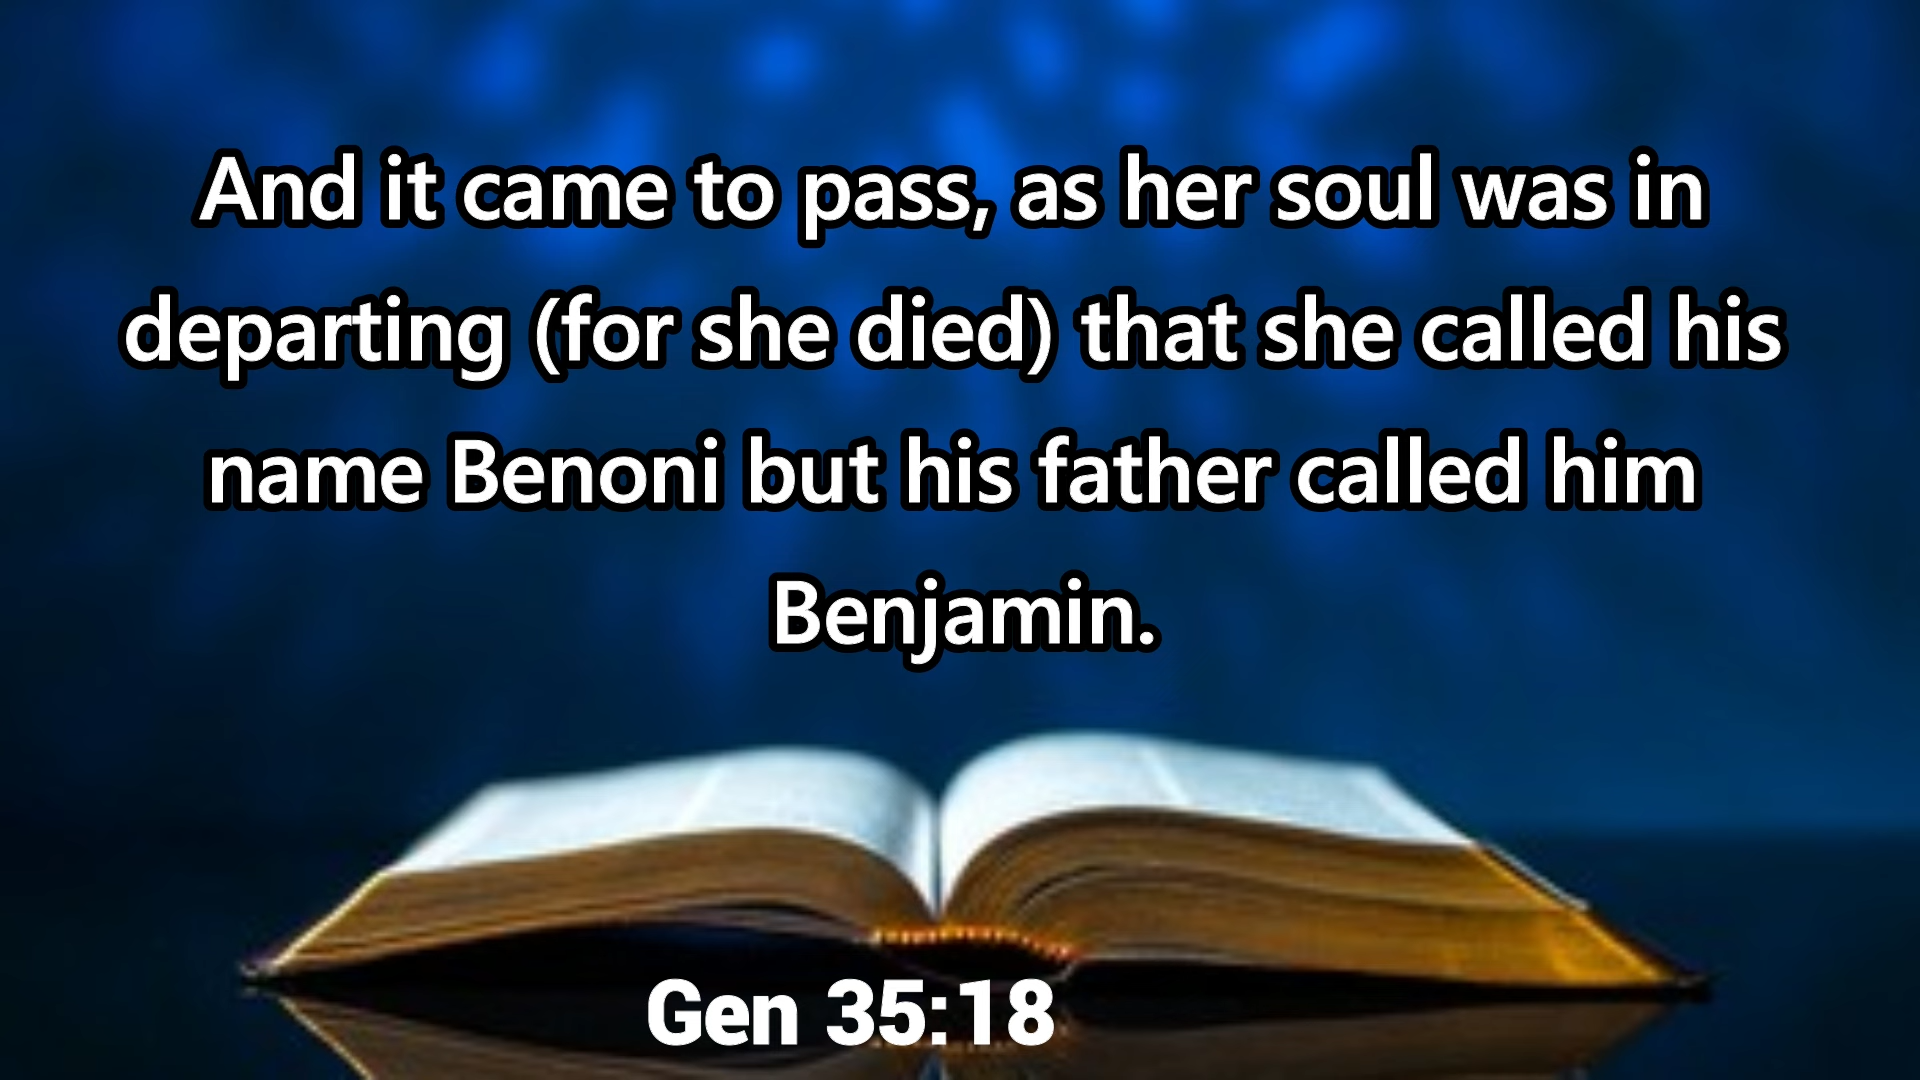 And it came to pass, as her soul was in
departing (for she died) that she called his
name Benoni but his father called him
Benjamin.
Gen 35:18